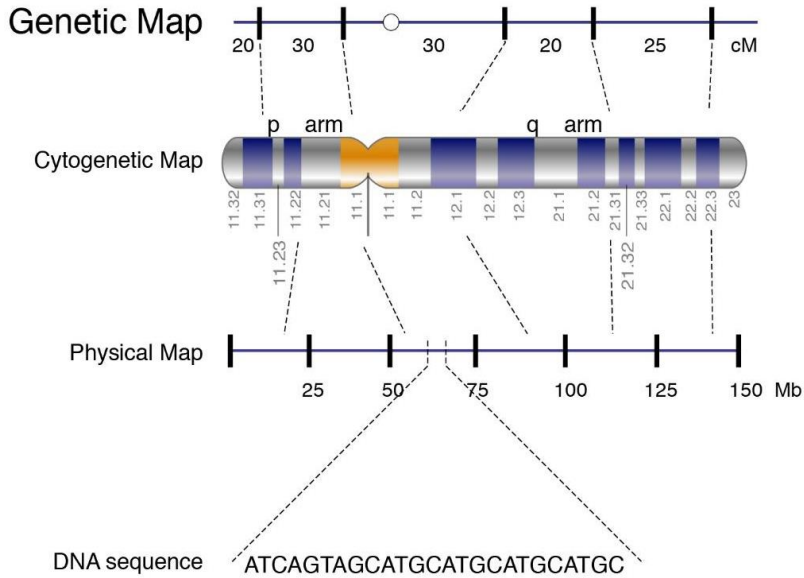 Genetic Map
20 30 30 20 25 cM
p arm q arm
Cytogenetic Map
11.32 11.31 11.23 11.22 11.21 11.1 11.1 11.2 12.1 12.2 12.3 21.1 21.2 21.31 21.32 21.33 22.1 22.2 22.3 23
Physical Map
25 50 75 100 125 150 Mb
DNA sequence ATCAGTAGCATGCATGCATGCATGC